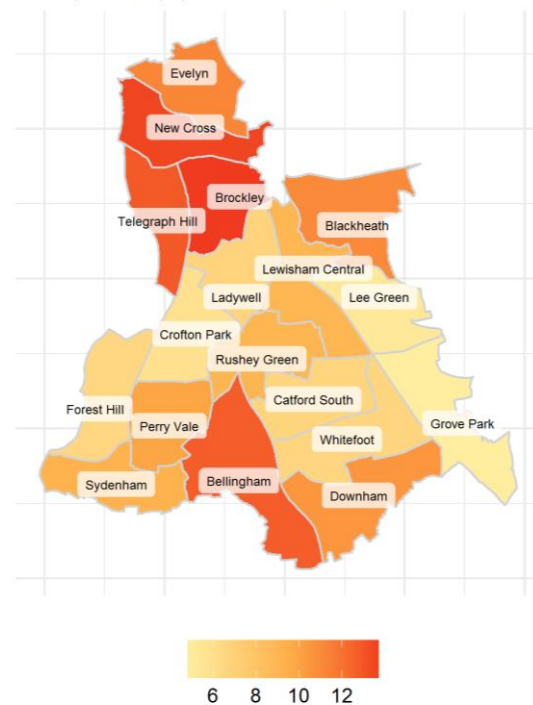 Evelyn
New Cross
Brockley
Telegraph Hill
Blackheath
Lewisham Central
Ladywell
Lee Green
Crofton Park
Rushey Green
Catford South
Forest Hill
Perry Vale
Grove Park
Whitefoot
Sydenham
Bellingham
Downham
6 8 10 12